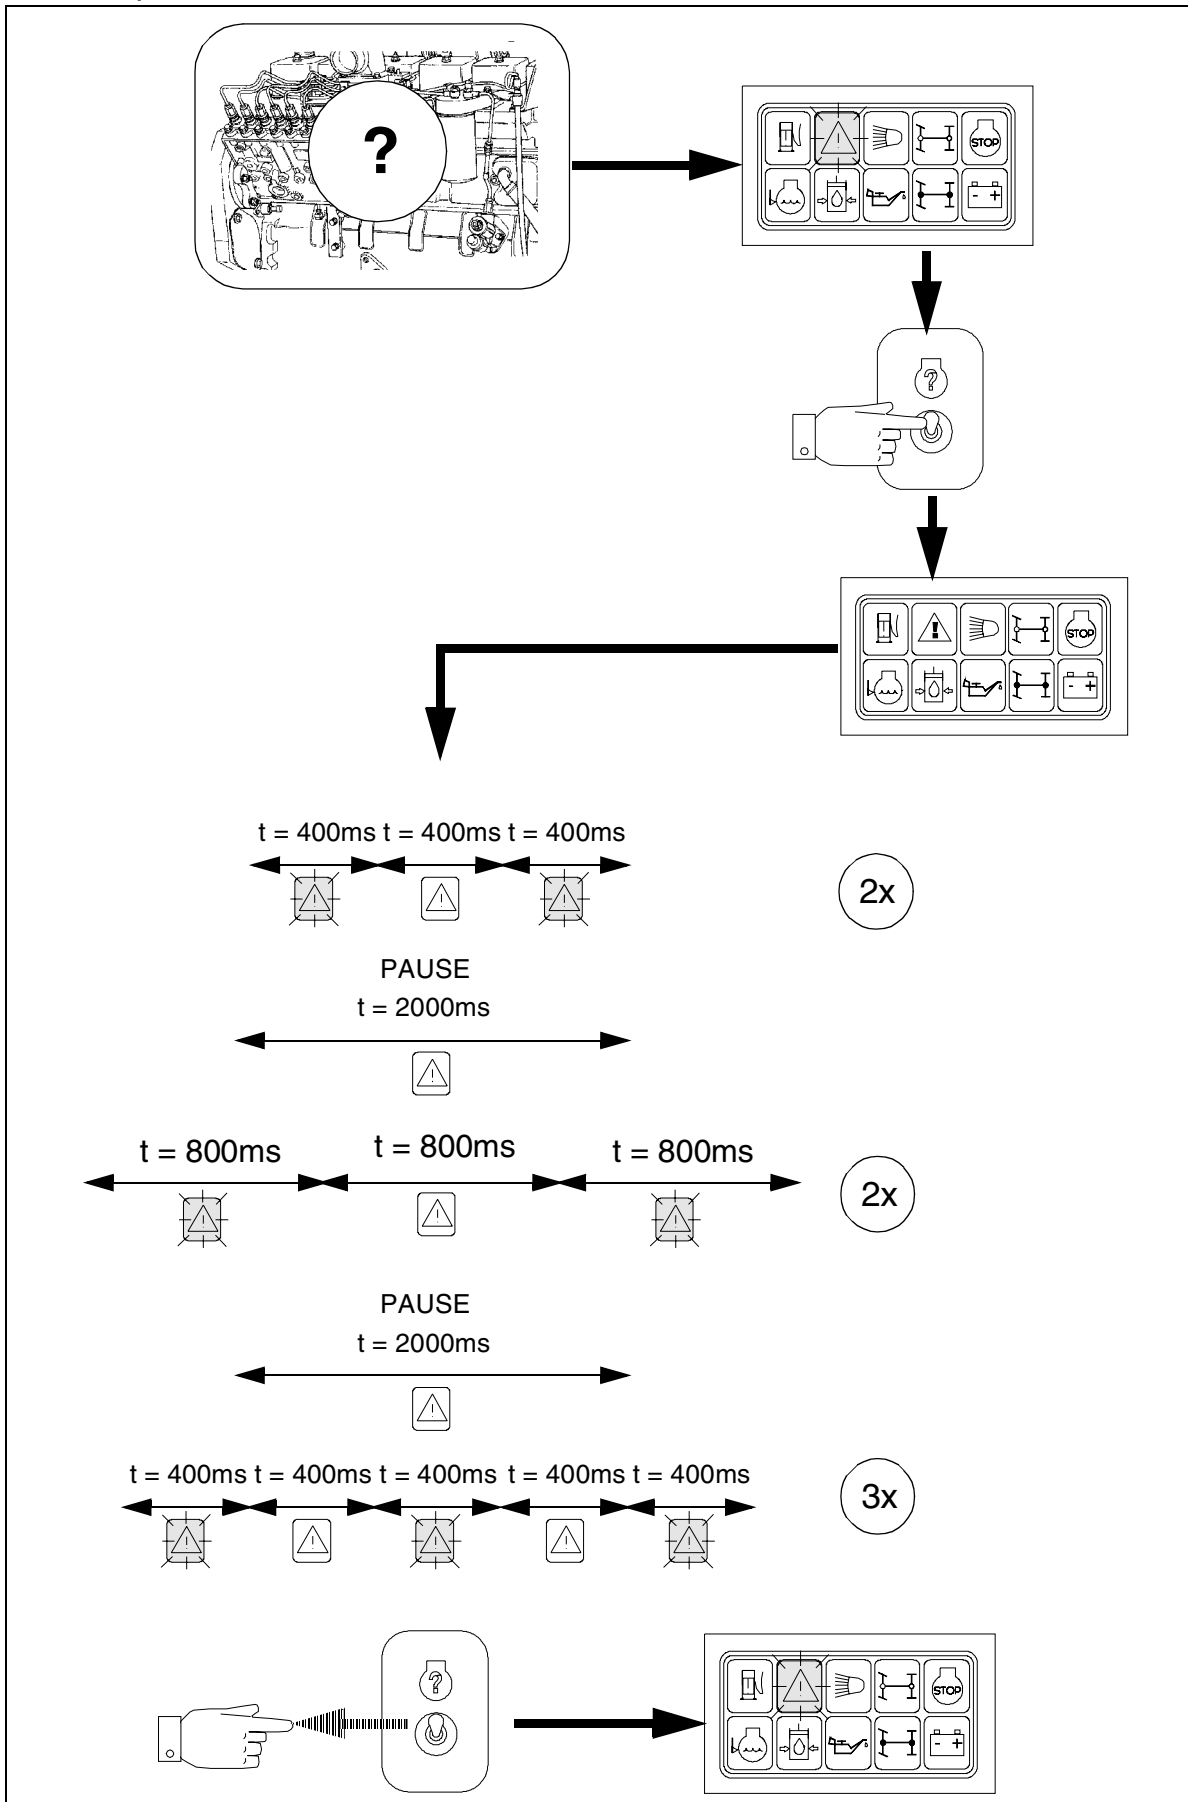 ?
STOP
- +
?
STOP
- +
t = 400ms t = 400ms t = 400ms
2x
PAUSE
t = 2000ms
t = 800ms t = 800ms t = 800ms
2x
PAUSE
t = 2000ms
t = 400ms t = 400ms t = 400ms t = 400ms t = 400ms
3x
?
STOP
- +